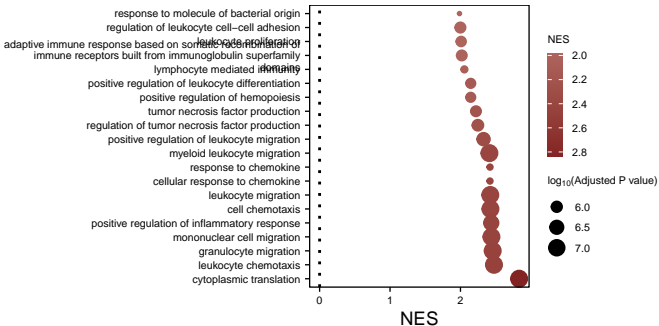 response to molecule of bacterial origin
regulation of leukocyte cell−cell adhesion
leukocyte proliferation
adaptive immune response based on somatic recombination of
immune receptors built from immunoglobulin superfamily
domains
lymphocyte mediated immunity
positive regulation of leukocyte differentiation
positive regulation of hemopoiesis
tumor necrosis factor production
regulation of tumor necrosis factor production
positive regulation of leukocyte migration
myeloid leukocyte migration
response to chemokine
cellular response to chemokine
leukocyte migration
cell chemotaxis
positive regulation of inflammatory response
mononuclear cell migration
granulocyte migration
leukocyte chemotaxis
cytoplasmic translation
0 1 2
NES
NES
2.0
2.4
2.6
2.8
log10(Adjusted P value)
6.0
6.5
7.0